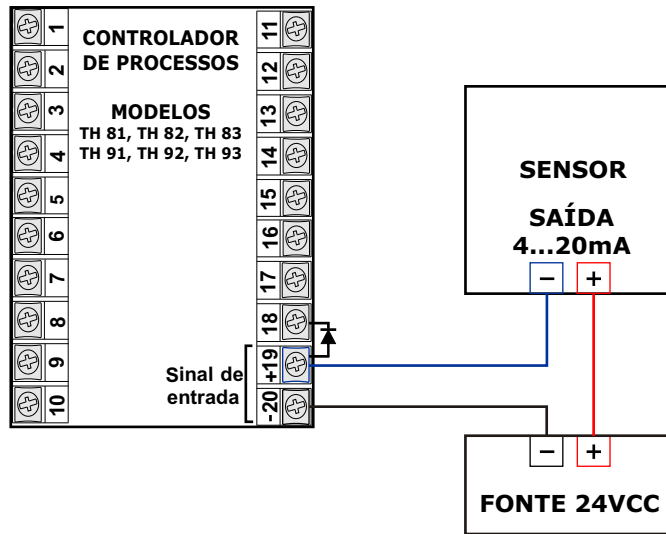 1
2
3
4
5
6
7
8
9
10
CONTROLADOR
DE PROCESSOS
MODELOS
TH 81, TH 82, TH 83
TH 91, TH 92, TH 93
Sinal de
entrada
11
12
13
14
15
16
17
18
+19
-20
SENSOR
SAÍDA
4...20mA
− +
− +
FONTE 24VCC